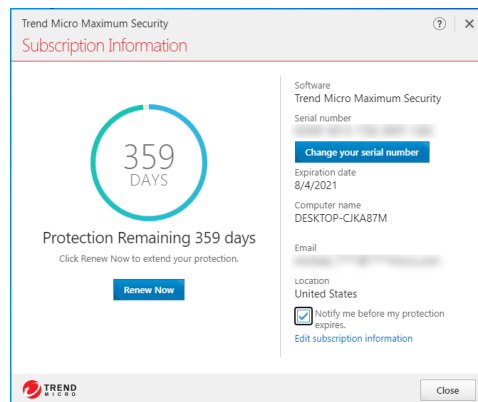 Trend Micro Maximum Security
Subscription Information
359
DAYS
Protection Remaining 359 days
Click Renew Now to extend your protection.
Renew Now
Software
Trend Micro Maximum Security
Serial number
Change your serial number
Expiration date
8/4/2021
Computer name
DESKTOP-CJKA87M
Email
Location
United States
Notify me before my protection
expires.
Edit subscription information
TREND
MICRO
Close